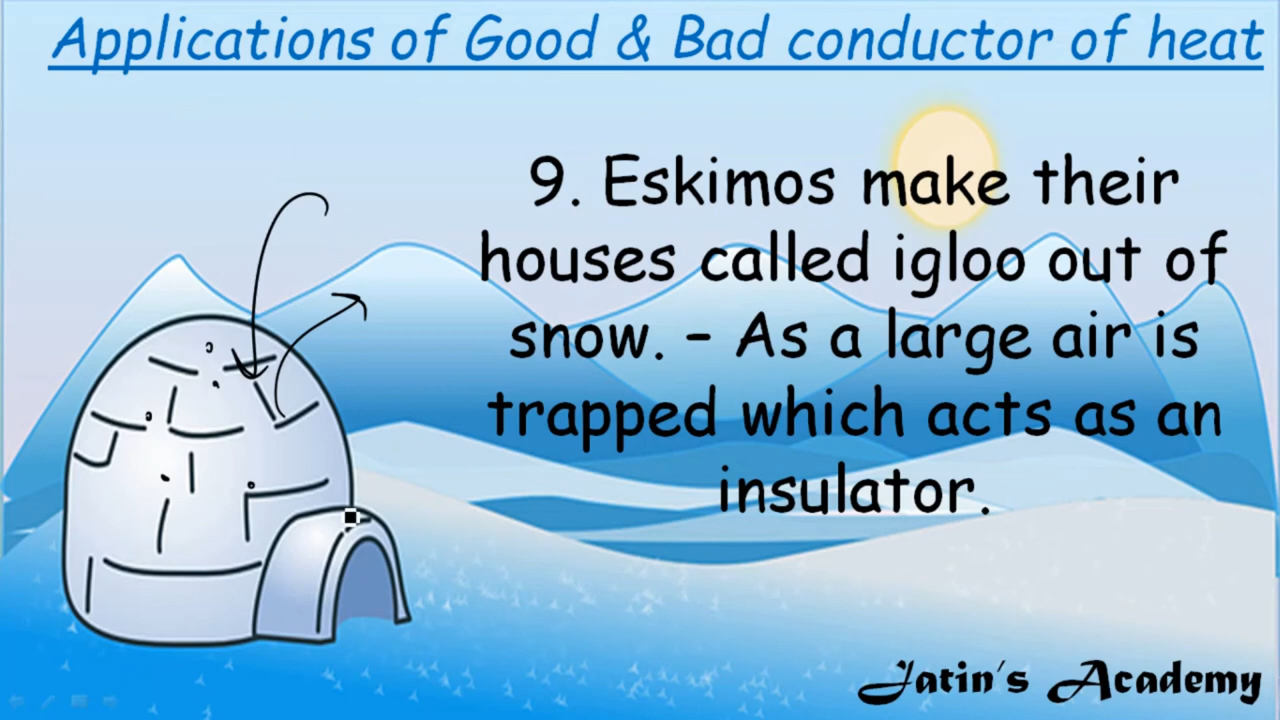 Applications of Good & Bad conductor of heat
9. Eskimos make their
houses called igloo out of
snow. – As a large air is
trapped which acts as an
insulator.
Jatin's Academy